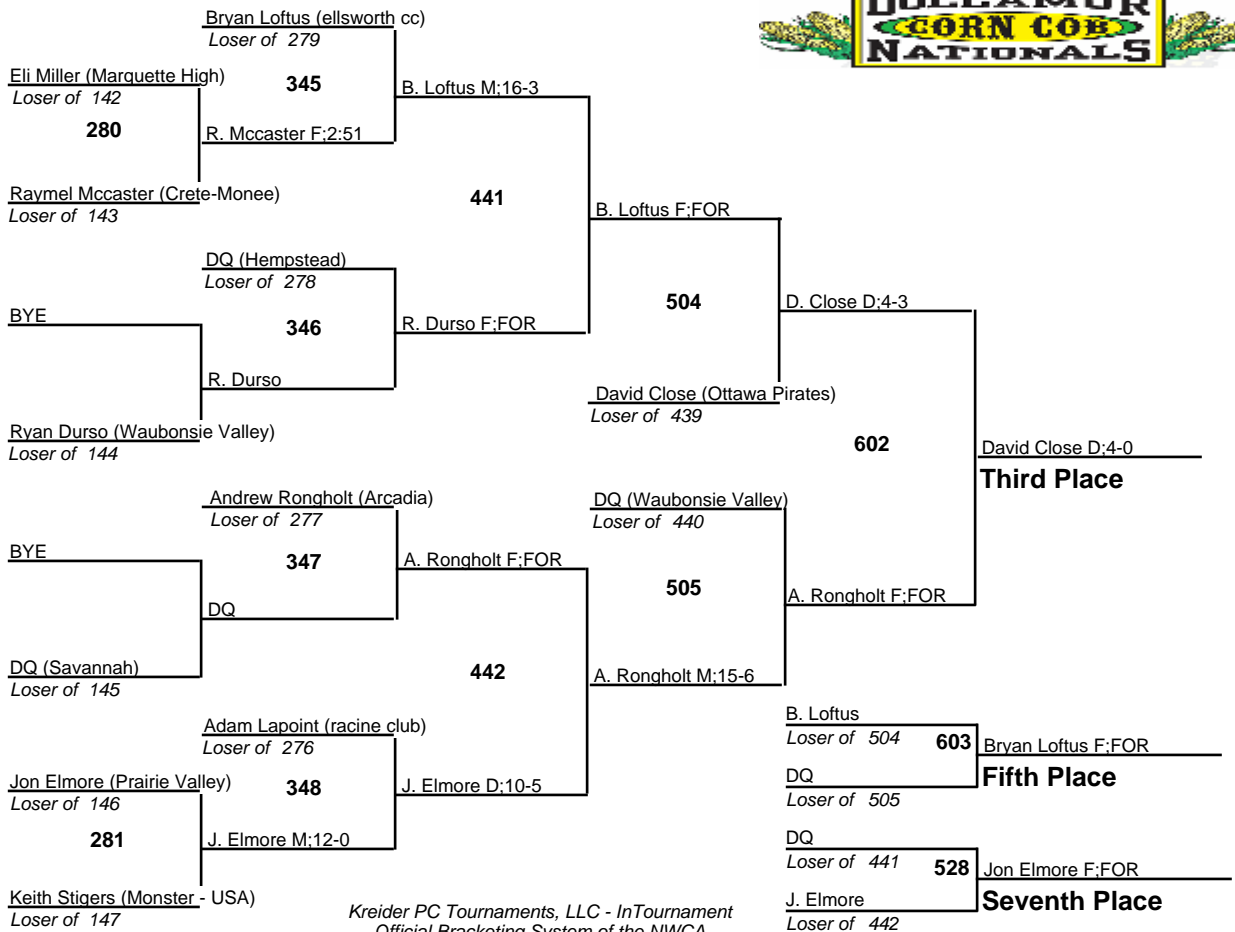 DOLLAMUR
CORN COB
NATIONALS
Bryan Loftus (ellsworth cc)
Loser of 279
Eli Miller (Marquette High)
Loser of 142
345
B. Loftus M;16-3
280
R. Mccaster F;2:51
Raymel Mccaster (Crete-Monee)
Loser of 143
441
B. Loftus F;FOR
DQ (Hempstead)
Loser of 278
BYE
346
R. Durso F;FOR
504
D. Close D;4-3
R. Durso
David Close (Ottawa Pirates)
Loser of 439
Ryan Durso (Waubonsie Valley)
Loser of 144
602
David Close D;4-0
Third Place
Andrew Rongholt (Arcadia)
Loser of 277
DQ (Waubonsie Valley)
Loser of 440
BYE
347
A. Rongholt F;FOR
505
A. Rongholt F;FOR
DQ
DQ (Savannah)
Loser of 145
442
A. Rongholt M;15-6
Adam Lapoint (racine club)
Loser of 276
B. Loftus
Loser of 504
603
Bryan Loftus F;FOR
Fifth Place
DQ
Loser of 505
Jon Elmore (Prairie Valley)
Loser of 146
348
J. Elmore D;10-5
281
J. Elmore M;12-0
DQ
Loser of 441
528
Jon Elmore F;FOR
Seventh Place
J. Elmore
Loser of 442
Keith Stigers (Monster - USA)
Loser of 147
Kreider PC Tournaments, LLC - InTournament
Official Bracketing System of the NWCA